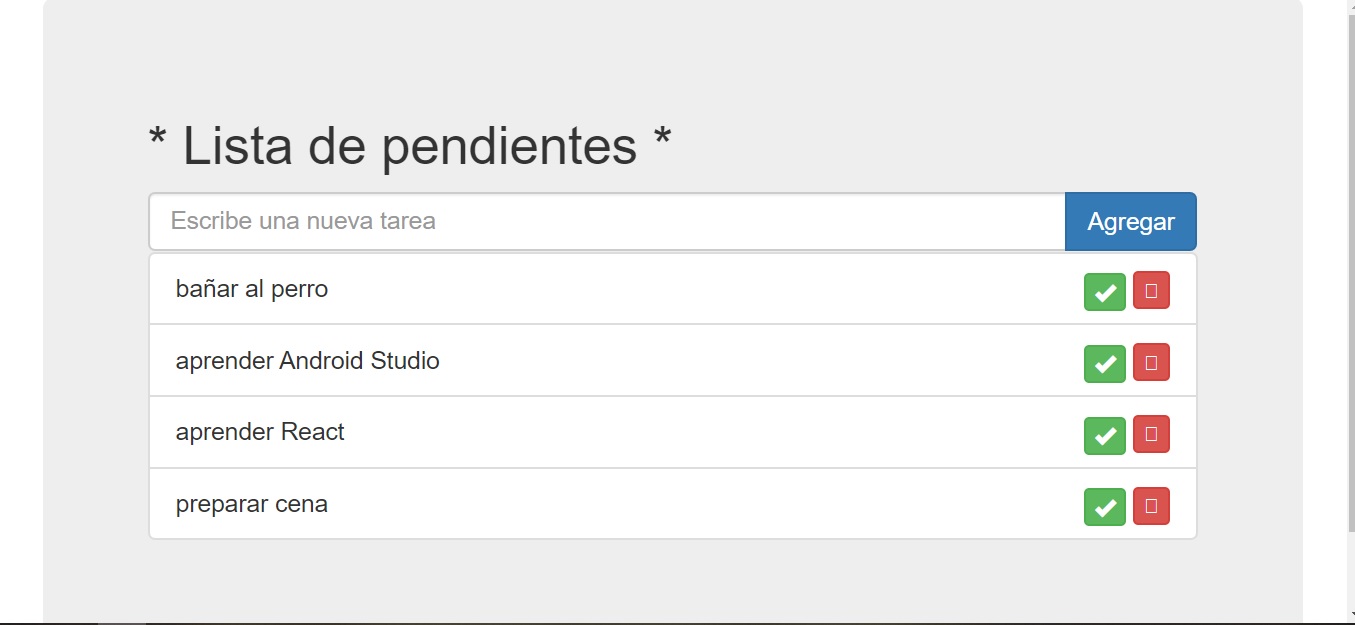 * Lista de pendientes *
Escribe una nueva tarea
Agregar
bañar al perro
aprender Android Studio
aprender React
preparar cena